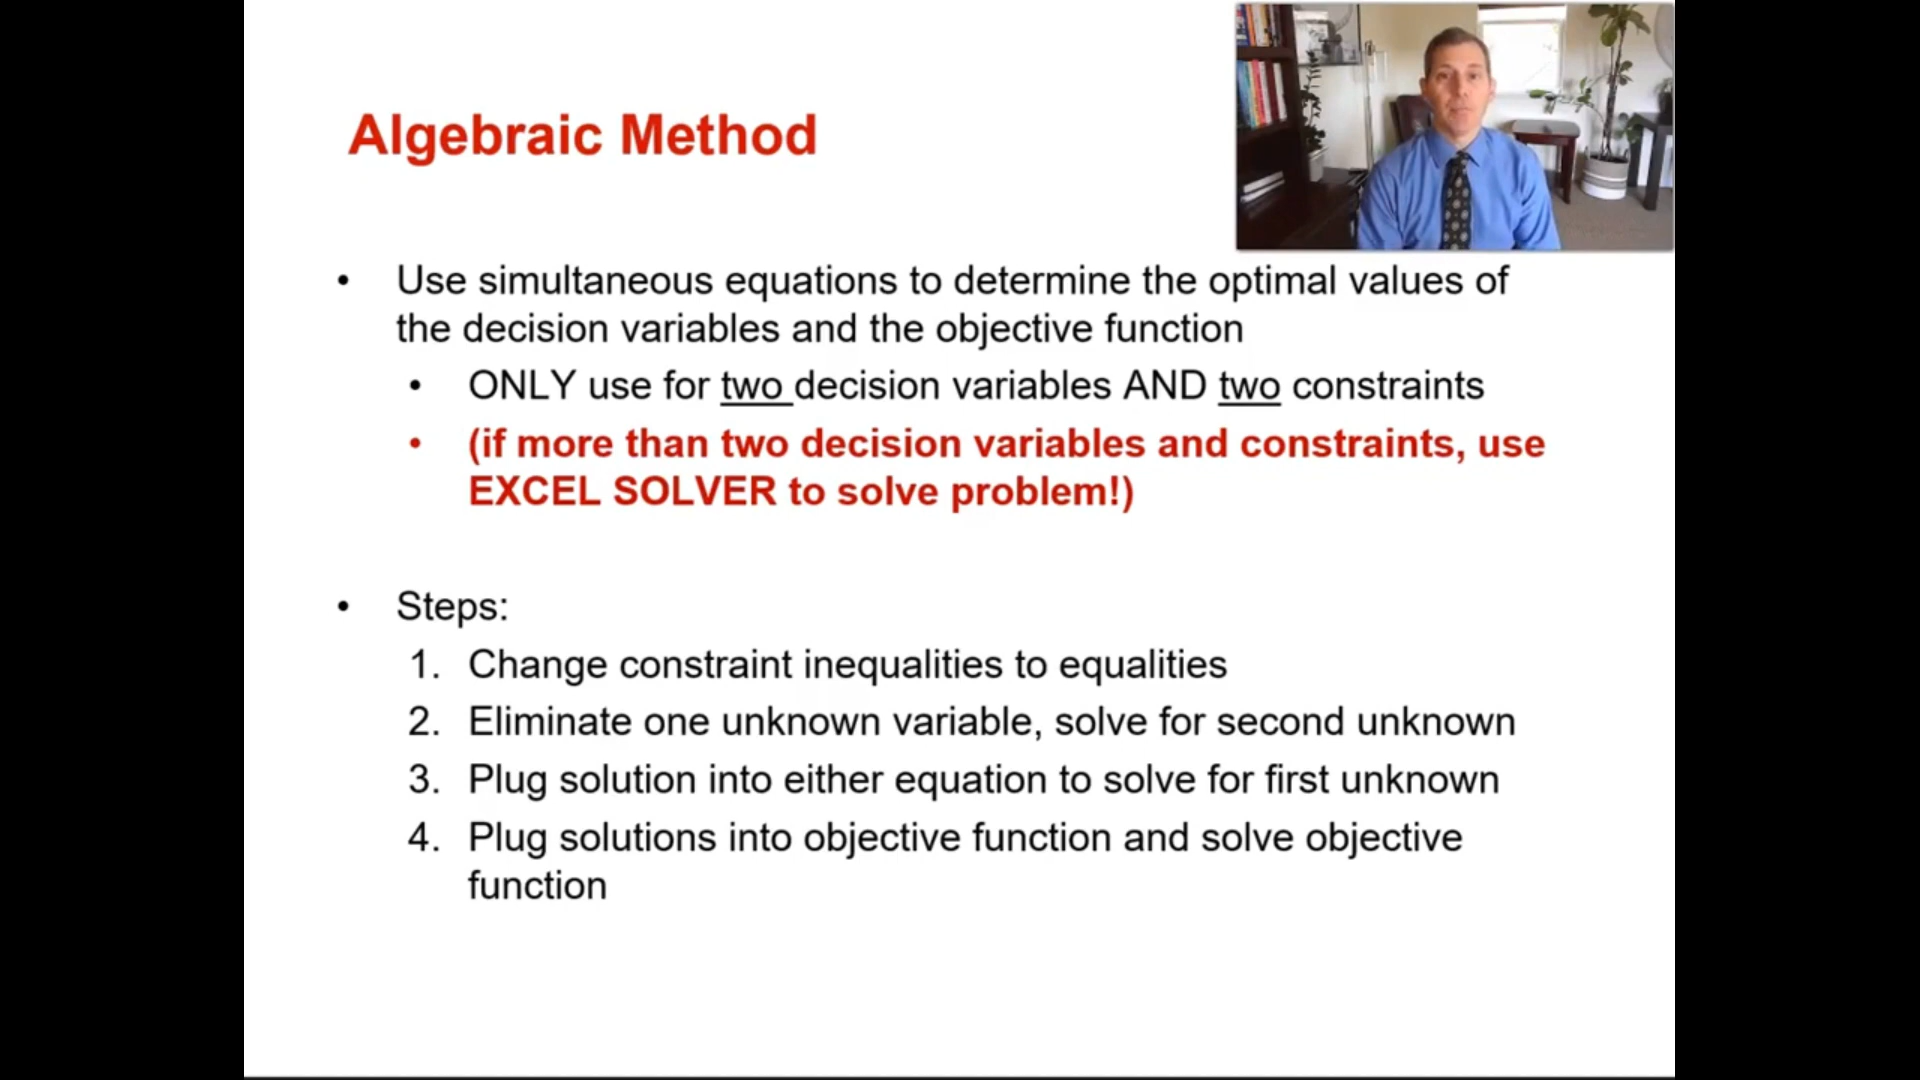 Algebraic Method
• Use simultaneous equations to determine the optimal values of
the decision variables and the objective function
• ONLY use for two decision variables AND two constraints
• (if more than two decision variables and constraints, use
EXCEL SOLVER to solve problem!)
• Steps:
1. Change constraint inequalities to equalities
2. Eliminate one unknown variable, solve for second unknown
3. Plug solution into either equation to solve for first unknown
4. Plug solutions into objective function and solve objective
function